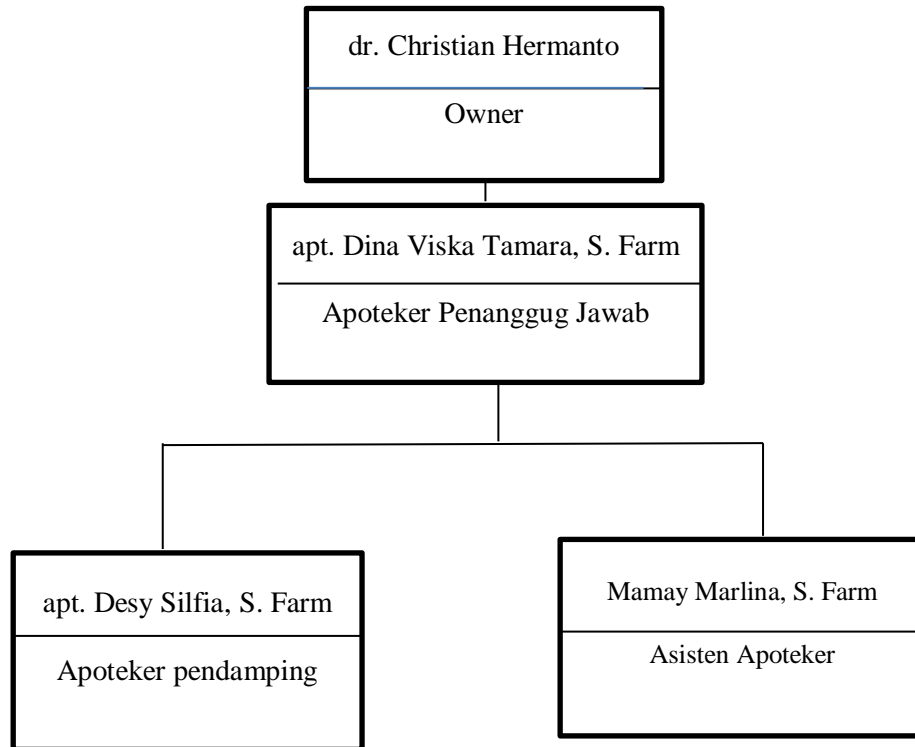 dr. Christian Hermanto
Owner
apt. Dina Viska Tamara, S. Farm
Apoteker Penanggug Jawab
apt. Desy Silfia, S. Farm
Apoteker pendamping
Mamay Marlina, S. Farm
Asisten Apoteker